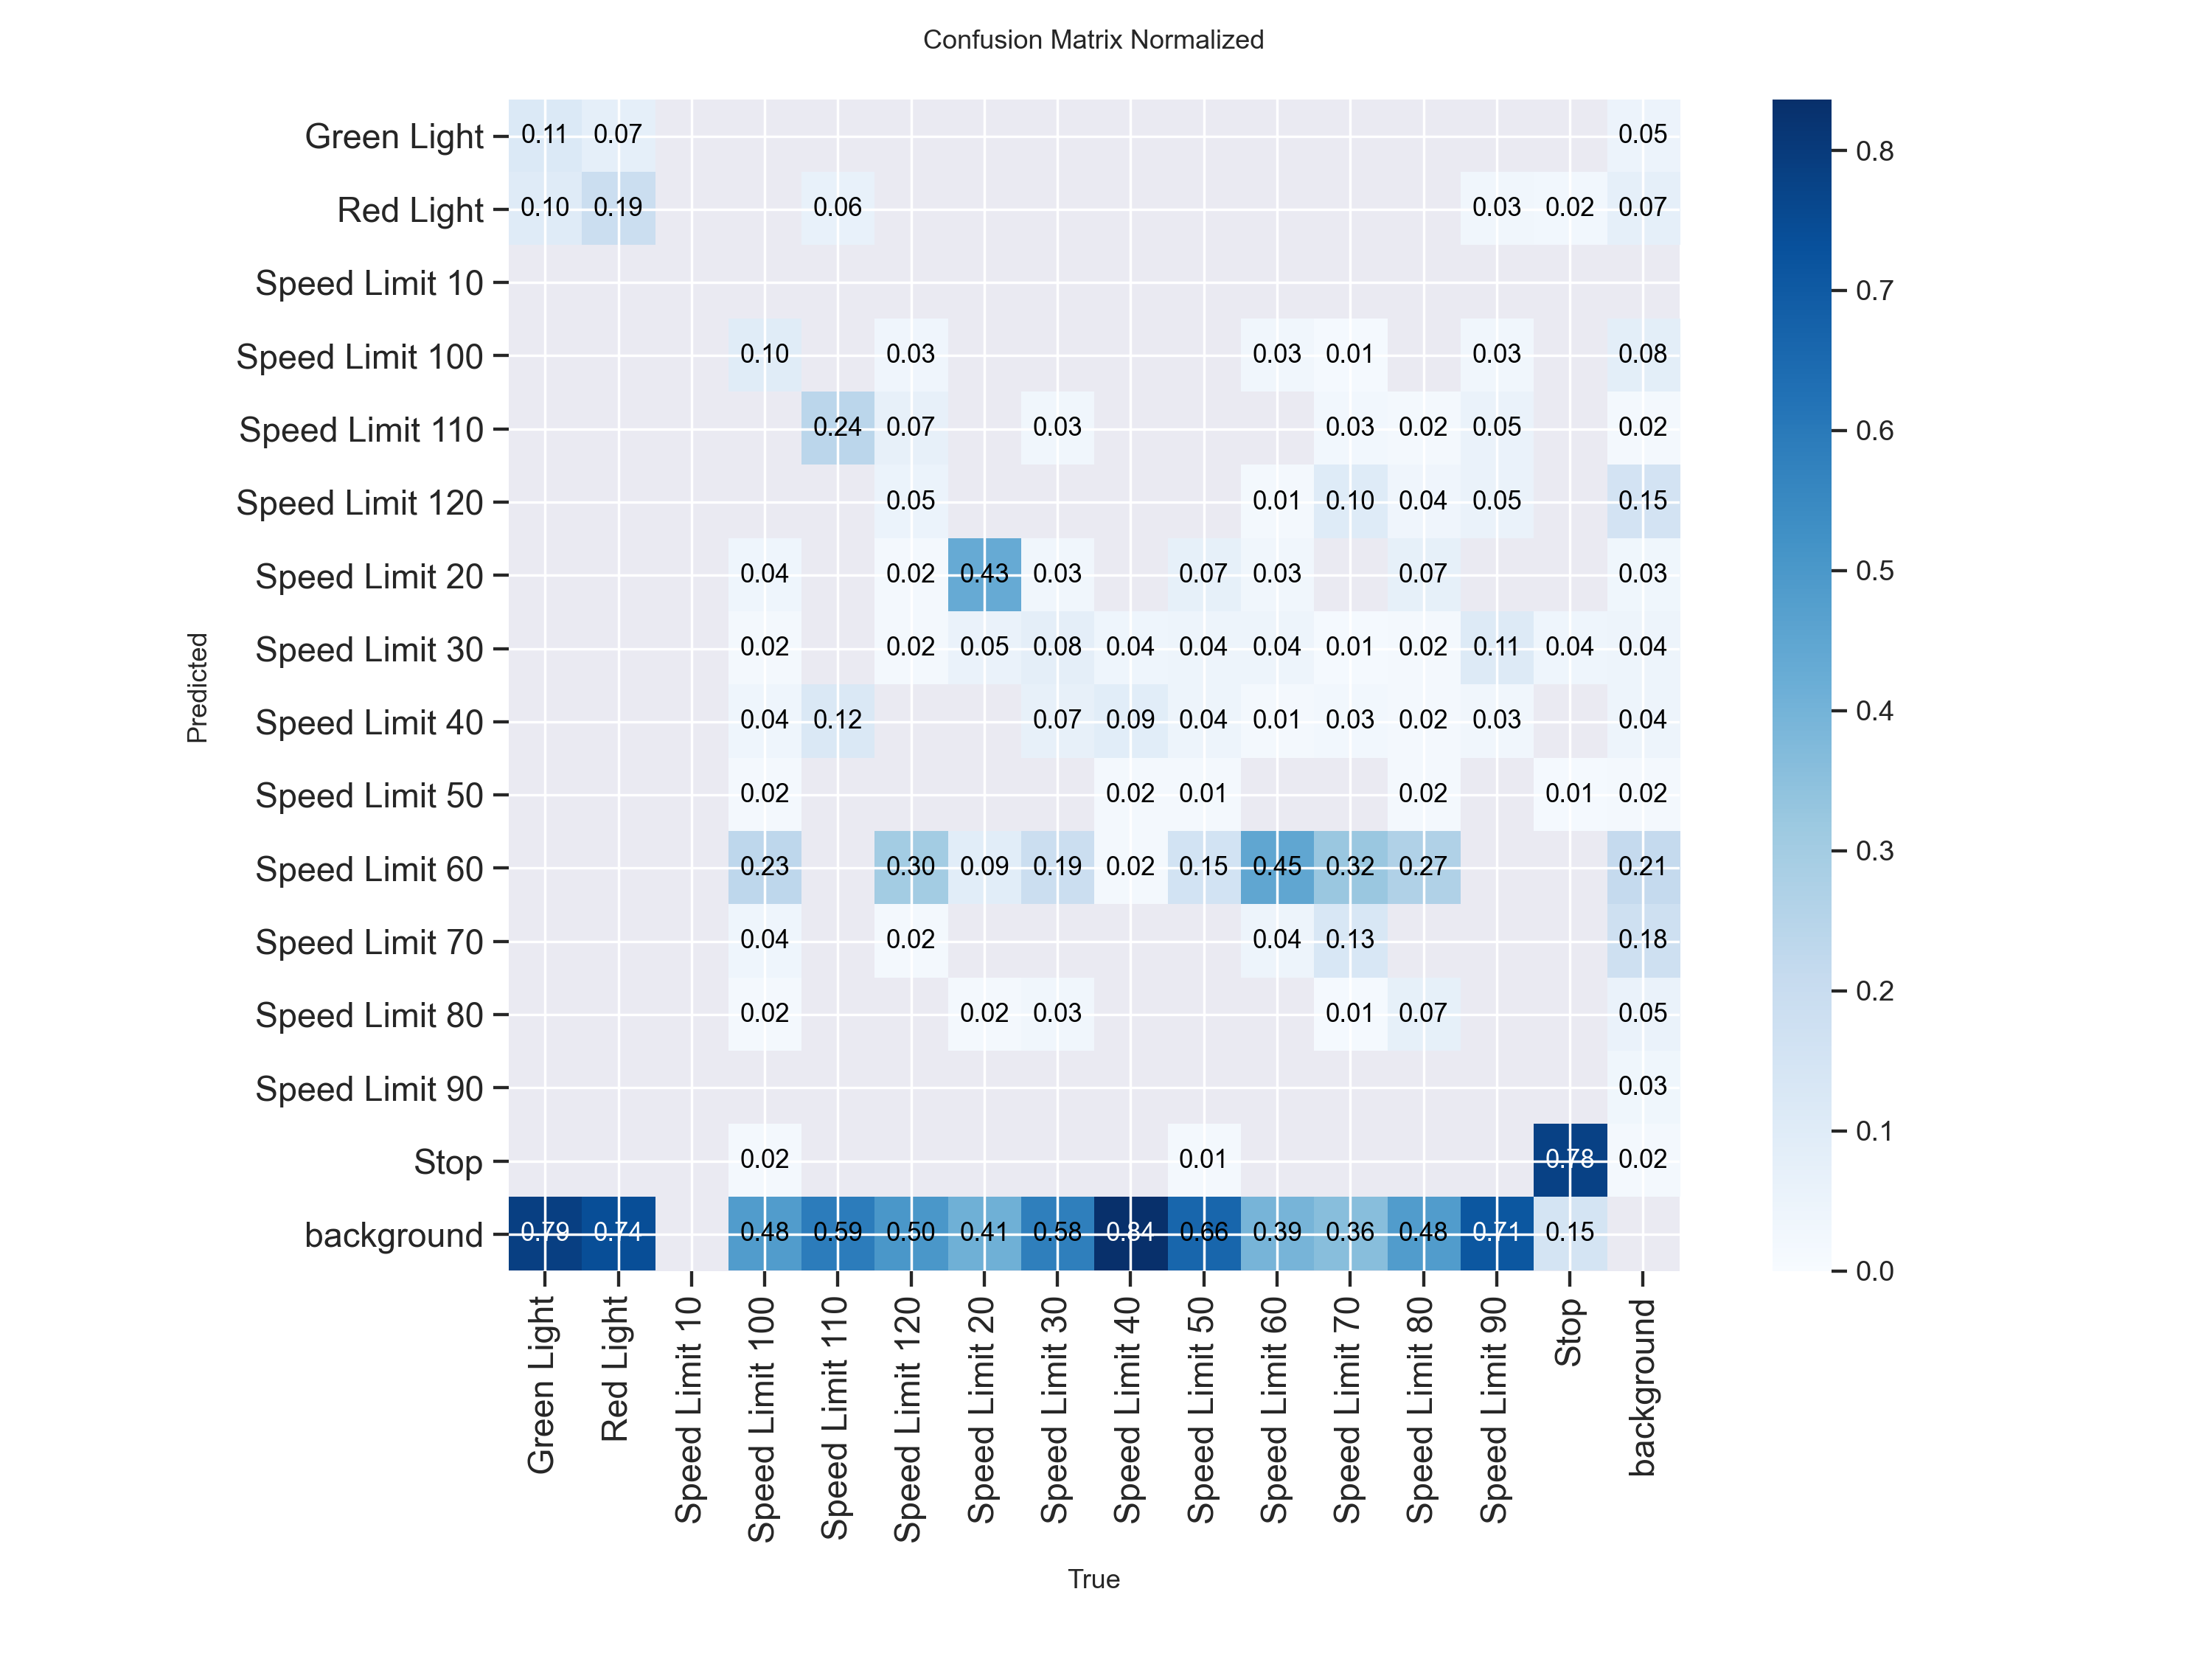 Confusion Matrix Normalized
Green Light 0.11 0.07 0.05
Red Light 0.10 0.19 0.06 0.03 0.02 0.07
Speed Limit 10
Speed Limit 100 0.10 0.03 0.03 0.01 0.03 0.08
Speed Limit 110 0.24 0.07 0.03 0.03 0.02 0.05 0.02
Speed Limit 120 0.05 0.01 0.10 0.04 0.05 0.15
Speed Limit 20 0.04 0.02 0.43 0.03 0.07 0.03 0.07 0.03
Speed Limit 30 0.02 0.02 0.05 0.08 0.04 0.04 0.04 0.01 0.02 0.11 0.04 0.04
Speed Limit 40 0.04 0.12 0.07 0.09 0.04 0.01 0.03 0.02 0.03 0.04
Speed Limit 50 0.02 0.02 0.01 0.02 0.01 0.02
Speed Limit 60 0.23 0.30 0.09 0.19 0.02 0.15 0.45 0.32 0.27 0.21
Speed Limit 70 0.04 0.02 0.04 0.13 0.18
Speed Limit 80 0.02 0.02 0.03 0.01 0.07 0.05
Speed Limit 90 0.03
Stop 0.02 0.01 0.78 0.02
background 0.79 0.74 0.48 0.59 0.50 0.41 0.58 0.84 0.66 0.39 0.36 0.48 0.71 0.15
Predicted
Green Light
Red Light
Speed Limit 10
Speed Limit 100
Speed Limit 110
Speed Limit 120
Speed Limit 20
Speed Limit 30
Speed Limit 40
Speed Limit 50
Speed Limit 60
Speed Limit 70
Speed Limit 80
Speed Limit 90
Stop
background
True
0.8
0.7
0.6
0.5
0.4
0.3
0.2
0.1
0.0